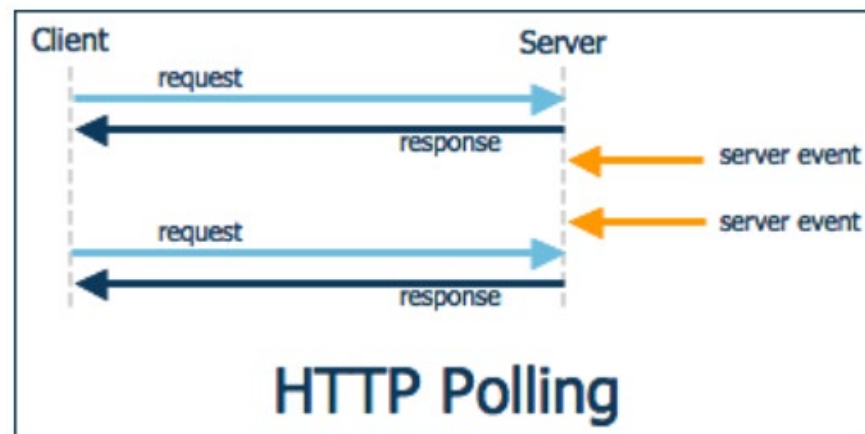 Client Server
request
response
server event
server event
request
response
HTTP Polling